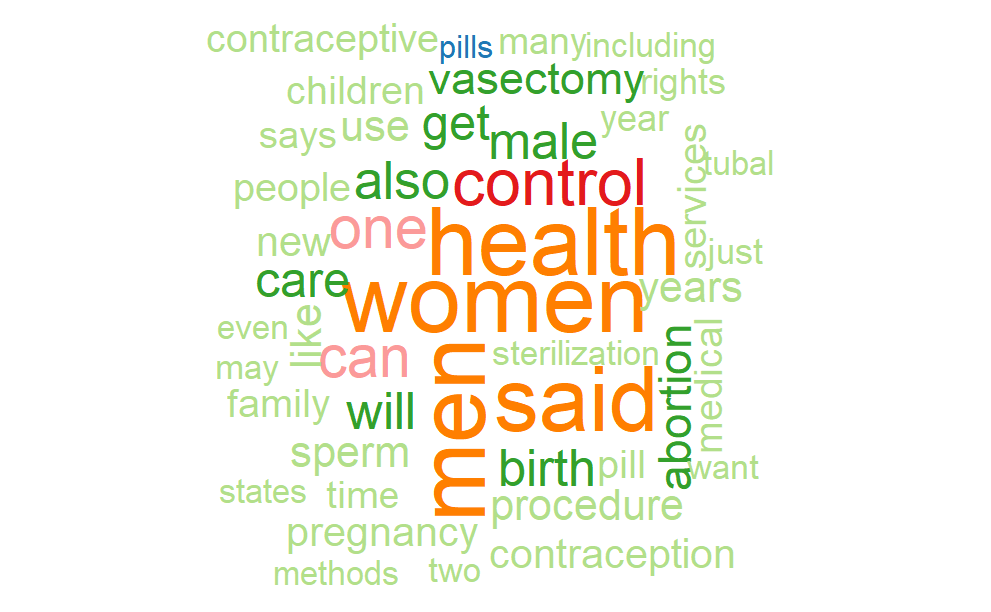 contraceptive pills many including
children vasectomy rights
says use get male year
people also control services tubal
new one health just
care women years
even like can sterilization medical
may men said abortion
family will
sperm birth pill want
states time procedure
pregnancy contraception
methods two